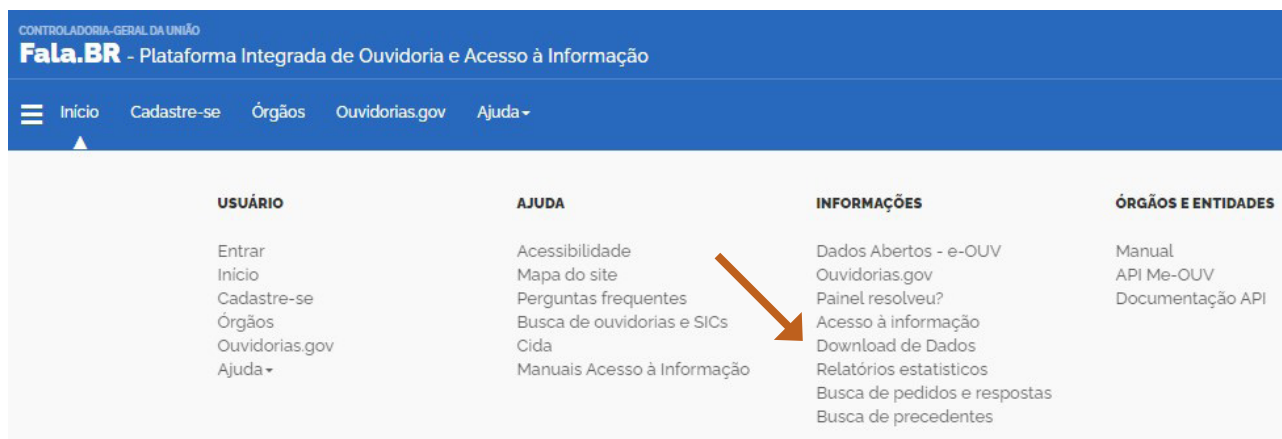 CONTROLADORIA-GERAL DA UNIÃO
Fala.BR - Plataforma Integrada de Ouvidoria e Acesso à Informação
Início Cadastre-se Órgãos Ouvidorias.gov Ajuda
USUÁRIO
Entrar
Início
Cadastre-se
Órgãos
Ouvidorias.gov
Ajuda
AJUDA
Acessibilidade
Mapa do site
Perguntas frequentes
Busca de ouvidorias e SICs
Cida
Manuais Acesso à Informação
INFORMAÇÕES
Dados Abertos - e-OUV
Ouvidorias.gov
Painel resolveu?
Acesso à informação
Download de Dados
Relatórios estatisticos
Busca de pedidos e respostas
Busca de precedentes
ÓRGÃOS E ENTIDADES
Manual
API Me-OUV
Documentação API